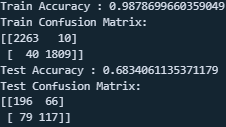 Train Accuracy : 0.9878699660359049
Train Confusion Matrix:
[[2263   10]
 [  40 1809]]
Test Accuracy : 0.6834061135371179
Test Confusion Matrix:
[[196  66]
 [ 79 117]]